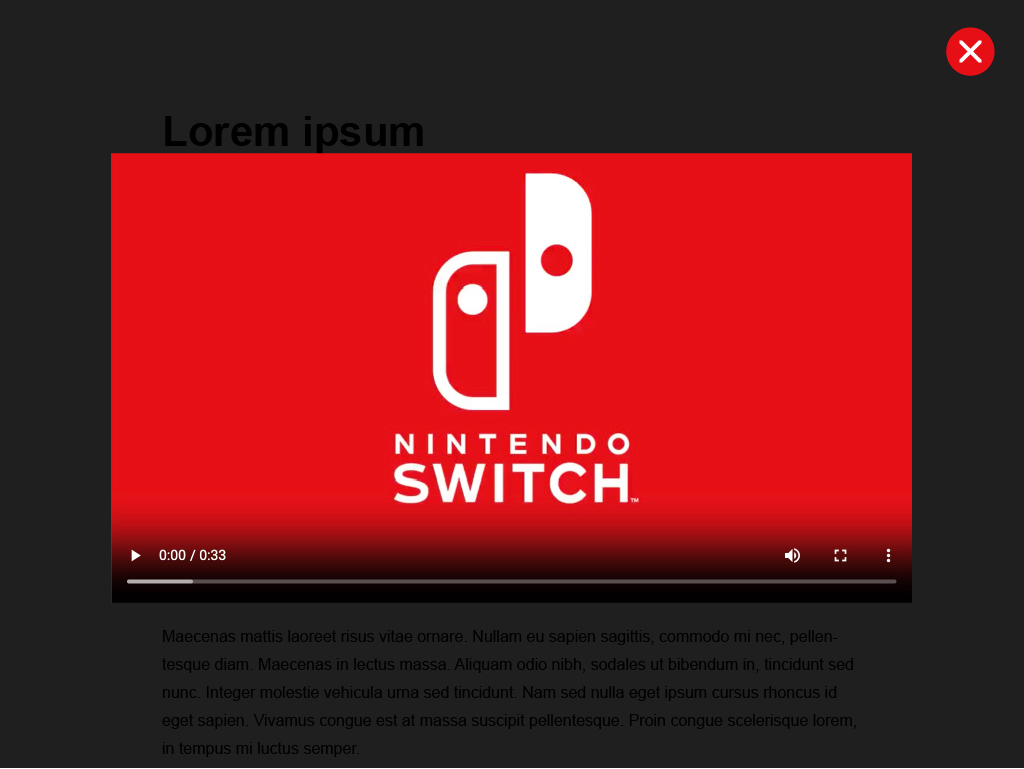 Lorem ipsum
NINTENDO
SWITCH™
0:00 / 0:33
Maecenas mattis laoreet risus vitae ornare. Nullam eu sapien sagittis, commodo mi nec, pellen-
tesque diam. Maecenas in lectus massa. Aliquam odio nibh, sodales ut bibendum in, tincidunt sed
nunc. Integer molestie vehicula urna sed tincidunt. Nam sed nulla eget ipsum cursus rhoncus id
eget sapien. Vivamus congue est at massa suscipit pellentesque. Proin congue scelerisque lorem,
in tempus mi luctus semper.